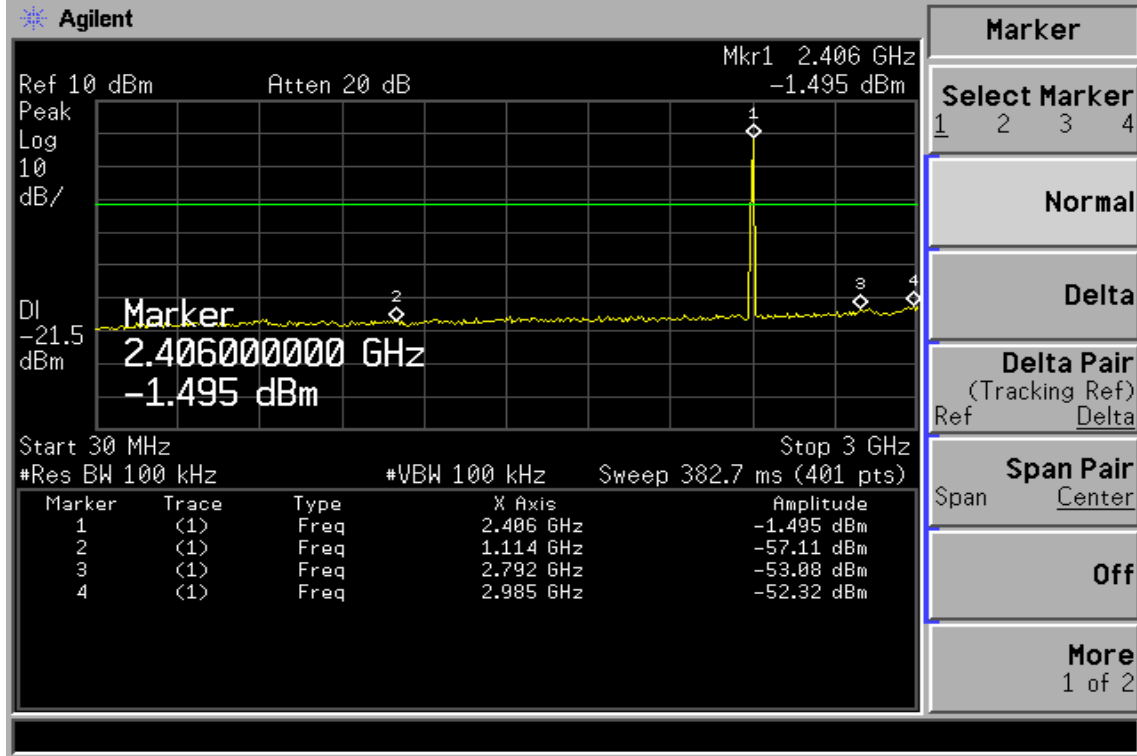 Agilent
Mkr1 2.406 GHz
Ref 10 dBm Atten 20 dB -1.495 dBm
Peak
Log
10
dB/
1
2
3
4
DI
-21.5
dBm
Marker
2.406000000 GHz
-1.495 dBm
Start 30 MHz Stop 3 GHz
#Res BW 100 kHz #VBW 100 kHz Sweep 382.7 ms (401 pts)
Marker Trace Type X Axis Amplitude
1 (1) Freq 2.406 GHz -1.495 dBm
2 (1) Freq 1.114 GHz -57.11 dBm
3 (1) Freq 2.792 GHz -53.08 dBm
4 (1) Freq 2.985 GHz -52.32 dBm
Marker
Select Marker
1 2 3 4
Normal
Delta
Delta Pair
(Tracking Ref)
Ref Delta
Span Pair
Span Center
Off
More
1 of 2